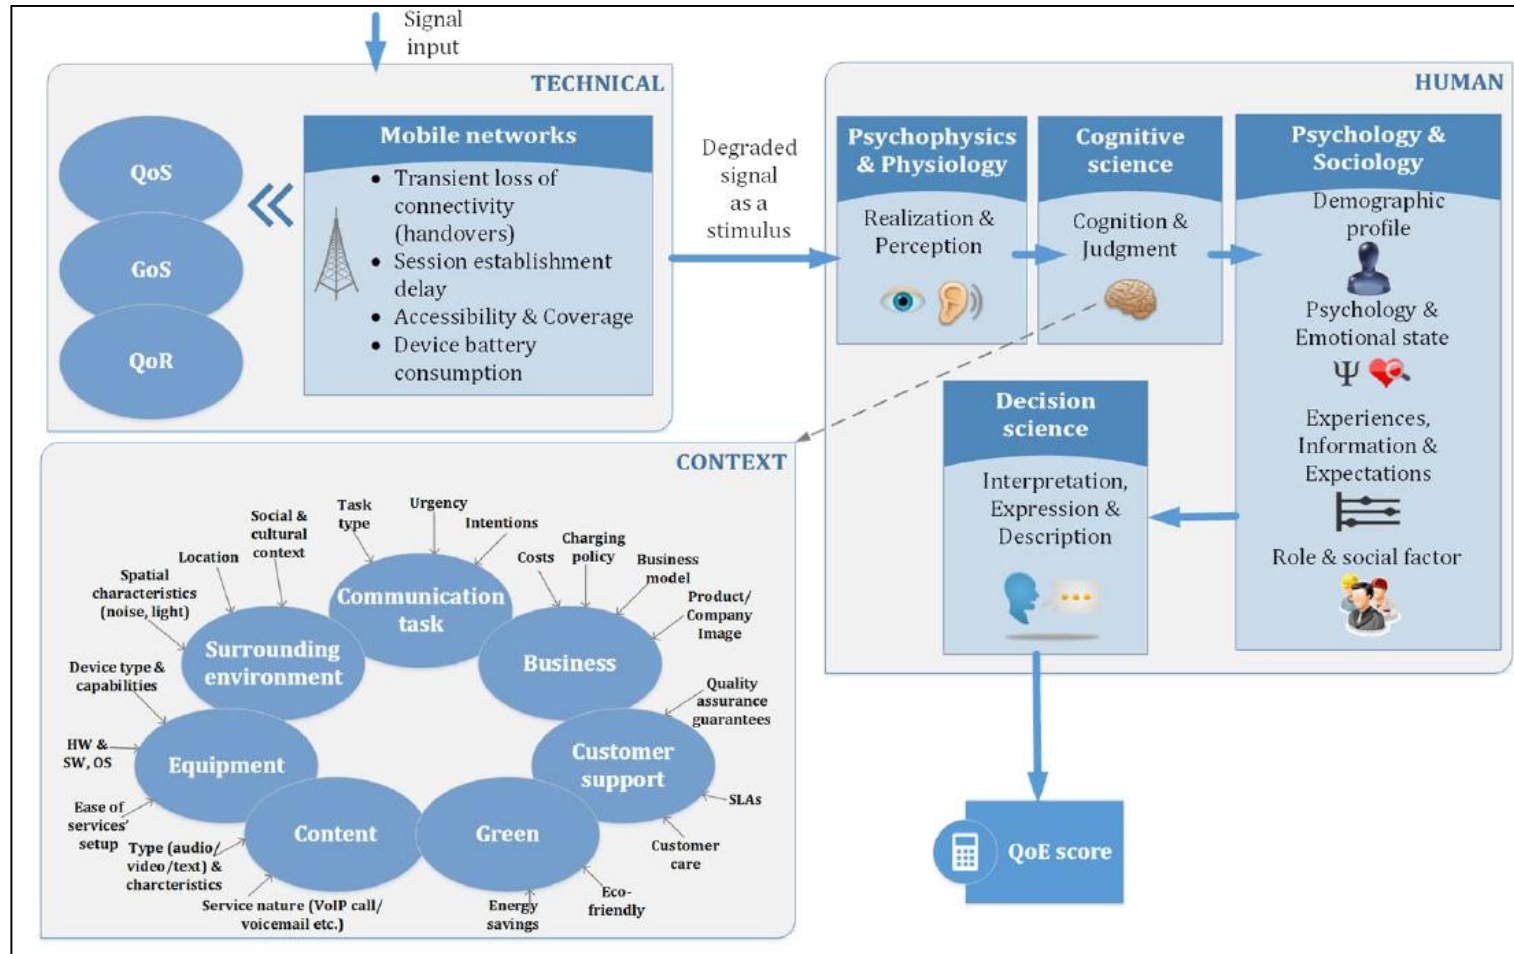 Signal
input
TECHNICAL
QoS
GoS
QoR
Mobile networks
• Transient loss of
connectivity
(handovers)
• Session establishment
delay
• Accessibility & Coverage
• Device battery
consumption
Degraded
signal
as a
stimulus
HUMAN
Psychophysics
& Physiology
Realization &
Perception
Cognitive
science
Cognition &
Judgment
Psychology &
Sociology
Demographic
profile
Psychology &
Emotional state
Ψ
Experiences,
Information &
Expectations
Role & social factor
Decision
science
Interpretation,
Expression &
Description
QoE score
CONTEXT
Task
type
Urgency
Intentions
Communication
task
Social &
cultural
context
Location
Spatial
characteristics
(noise, light)
Surrounding
environment
Costs
Charging
policy
Business
model
Product/
Company
Image
Business
Device type &
capabilities
HW &
SW, OS
Ease of
services'
setup
Equipment
Quality
assurance
guarantees
SLAs
Customer
care
Customer
support
Type (audio/
video/text) &
charcteristics
Service nature (VoIP call/
voicemail etc.)
Content
Energy
savings
Eco-
friendly
Green